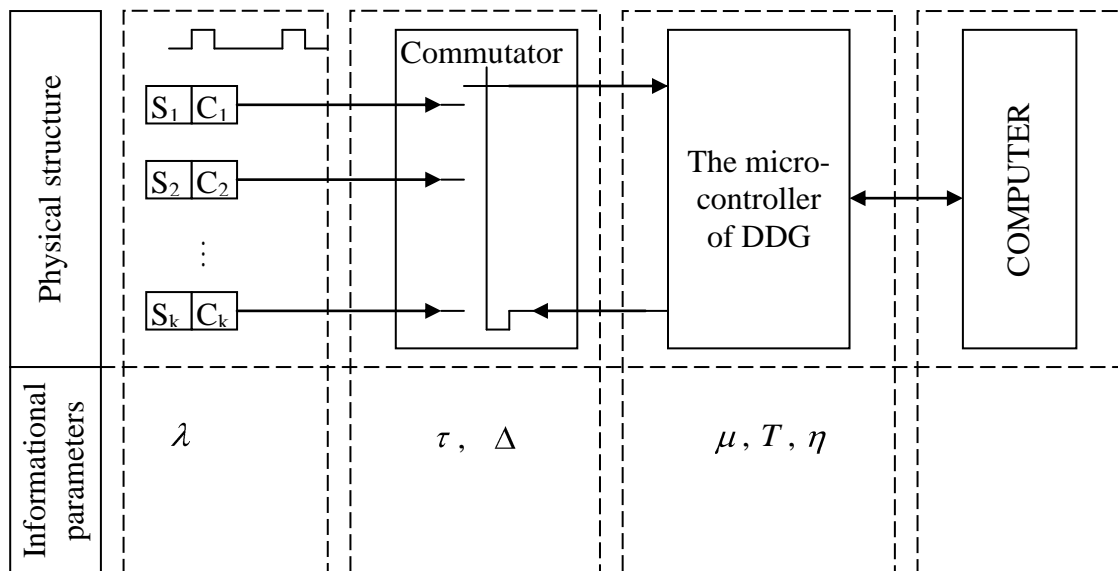 Physical structure
S1 C1
S2 C2
⋮
Sk Ck
Commutator
The micro-
controller
of DDG
COMPUTER
Informational
parameters
λ
τ , Δ
μ , T , η